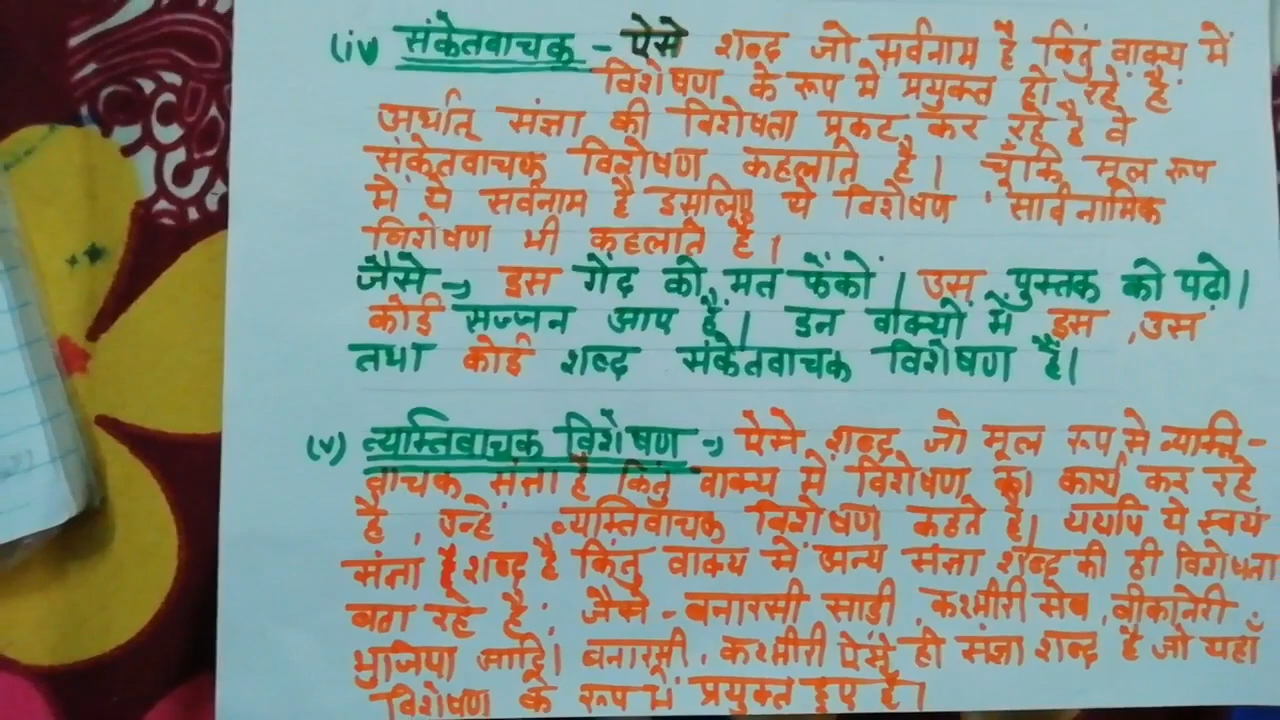 (iv) संकेतवाचक - ऐसे शब्द जो सर्वनाम है किंतु वाक्य में
विशेषण के रूप में प्रयुक्त हो रहे हैं
अर्थात् संज्ञा की विशेषता प्रकट कर रहे है वे
संकेतवाचक विशेषण कहलाते है। चूँकि मूल रूप
में ये सर्वनाम है इसलिए ये विशेषण 'सार्वनामिक
विशेषण भी कहलाते है।
जैसे → इस गेंद को मत फेंकों। उस पुस्तक को पढ़ो।
कोई सज्जन आए हैं। इन वाक्यों में इस ,उस
तथा कोई शब्द संकेतवाचक विशेषण हैं।
(v) व्यक्तिवाचक विशेषण → ऐसे शब्द जो मूल रूप से व्यक्ति-
वाचक संज्ञा है किंतु वाक्य में विशेषण का कार्य कर रहे
है , उन्हे व्यक्तिवाचक विशेषण कहते है। यद्यपि ये स्वयं
संज्ञा शब्द है किंतु वाक्य में अन्य संज्ञा शब्द की ही विशेषता
बता रहे है। जैसे - बनारसी साडी , कश्मीरी सेब , बीकानेरी
भुजिया आदि। बनारसी, कश्मीरी ऐसे ही संज्ञा शब्द है जो यहाँ
विशेषण के रूप में प्रयुक्त हुए है।